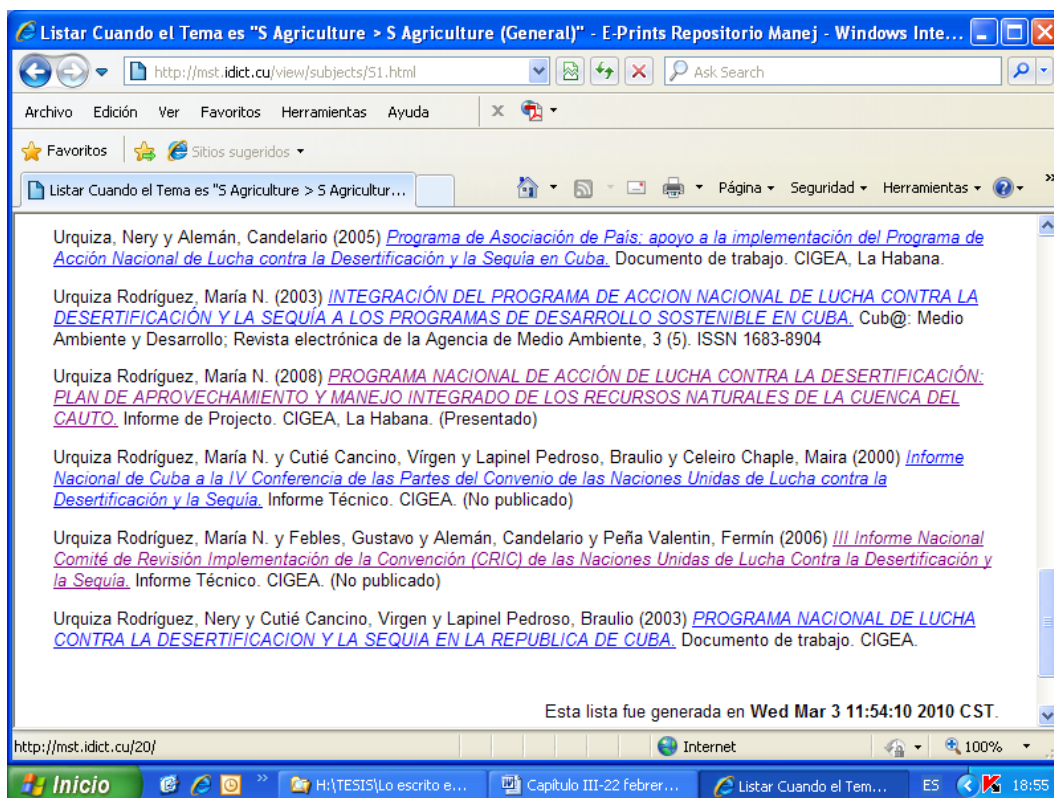 Listar Cuando el Tema es "S Agriculture > S Agriculture (General)" - E-Prints Repositorio Manej - Windows Inte...
http://mst.idict.cu/view/subjects/S1.html
Ask Search
Archivo Edición Ver Favoritos Herramientas Ayuda
Favoritos Sitios sugeridos
Listar Cuando el Tema es "S Agriculture > S Agricultur... Página Seguridad Herramientas
Urquiza, Nery y Alemán, Candelario (2005) Programa de Asociación de País: apoyo a la implementación del Programa de
Acción Nacional de Lucha contra la Desertificación y la Sequía en Cuba. Documento de trabajo. CIGEA, La Habana.
Urquiza Rodríguez, María N. (2003) INTEGRACIÓN DEL PROGRAMA DE ACCION NACIONAL DE LUCHA CONTRA LA
DESERTIFICACIÓN Y LA SEQUÍA A LOS PROGRAMAS DE DESARROLLO SOSTENIBLE EN CUBA. Cub@: Medio
Ambiente y Desarrollo; Revista electrónica de la Agencia de Medio Ambiente, 3 (5). ISSN 1683-8904
Urquiza Rodríguez, María N. (2008) PROGRAMA NACIONAL DE ACCIÓN DE LUCHA CONTRA LA DESERTIFICACIÓN:
PLAN DE APROVECHAMIENTO Y MANEJO INTEGRADO DE LOS RECURSOS NATURALES DE LA CUENCA DEL
CAUTO. Informe de Projecto. CIGEA, La Habana. (Presentado)
Urquiza Rodríguez, María N. y Cutié Cancino, Vírgen y Lapinel Pedroso, Braulio y Celeiro Chaple, Maira (2000) Informe
Nacional de Cuba a la IV Conferencia de las Partes del Convenio de las Naciones Unidas de Lucha contra la
Desertificación y la Sequía. Informe Técnico. CIGEA. (No publicado)
Urquiza Rodríguez, María N. y Febles, Gustavo y Alemán, Candelario y Peña Valentin, Fermín (2006) III Informe Nacional
Comité de Revisión Implementación de la Convención (CRIC) de las Naciones Unidas de Lucha Contra la Desertificación y
la Sequía. Informe Técnico. CIGEA. (No publicado)
Urquiza Rodríguez, Nery y Cutié Cancino, Virgen y Lapinel Pedroso, Braulio (2003) PROGRAMA NACIONAL DE LUCHA
CONTRA LA DESERTIFICACION Y LA SEQUIA EN LA REPUBLICA DE CUBA. Documento de trabajo. CIGEA.
Esta lista fue generada en Wed Mar 3 11:54:10 2010 CST.
http://mst.idict.cu/20/ Internet 100%
Inicio H:\TESIS\Lo escrito e... Capítulo III-22 febrer... Listar Cuando el Tem... ES 18:55